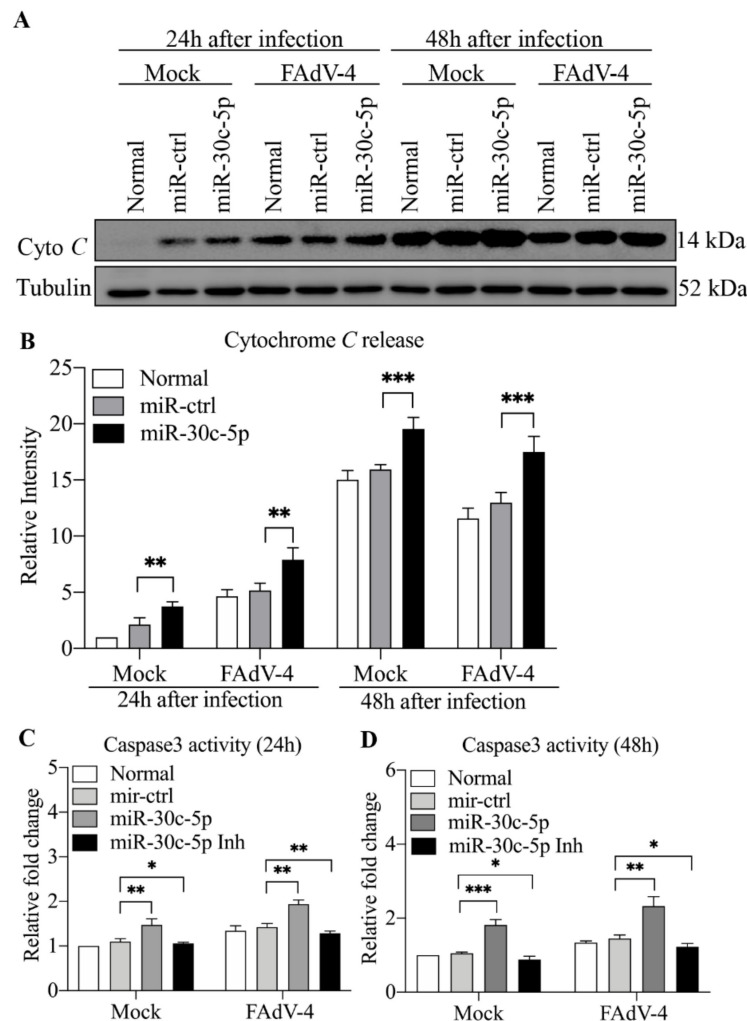 A
24h after infection 48h after infection
Mock FAdV-4 Mock FAdV-4
Normal miR-ctrl miR-30c-5p Normal miR-ctrl miR-30c-5p Normal miR-ctrl miR-30c-5p Normal miR-ctrl miR-30c-5p
Cyto C 14 kDa
Tubulin 52 kDa
B
Cytochrome C release
Relative Intensity
25
20
15
10
5
0
Normal
miR-ctrl
miR-30c-5p
** ** *** ***
Mock FAdV-4 Mock FAdV-4
24h after infection 48h after infection
C
Caspase3 activity (24h)
Relative fold change
5
4
3
2
1
0
Normal
mir-ctrl
miR-30c-5p
miR-30c-5p Inh
* ** ** **
Mock FAdV-4
D
Caspase3 activity (48h)
Relative fold change
6
4
2
0
Normal
mir-ctrl
miR-30c-5p
miR-30c-5p Inh
* *** * **
Mock FAdV-4